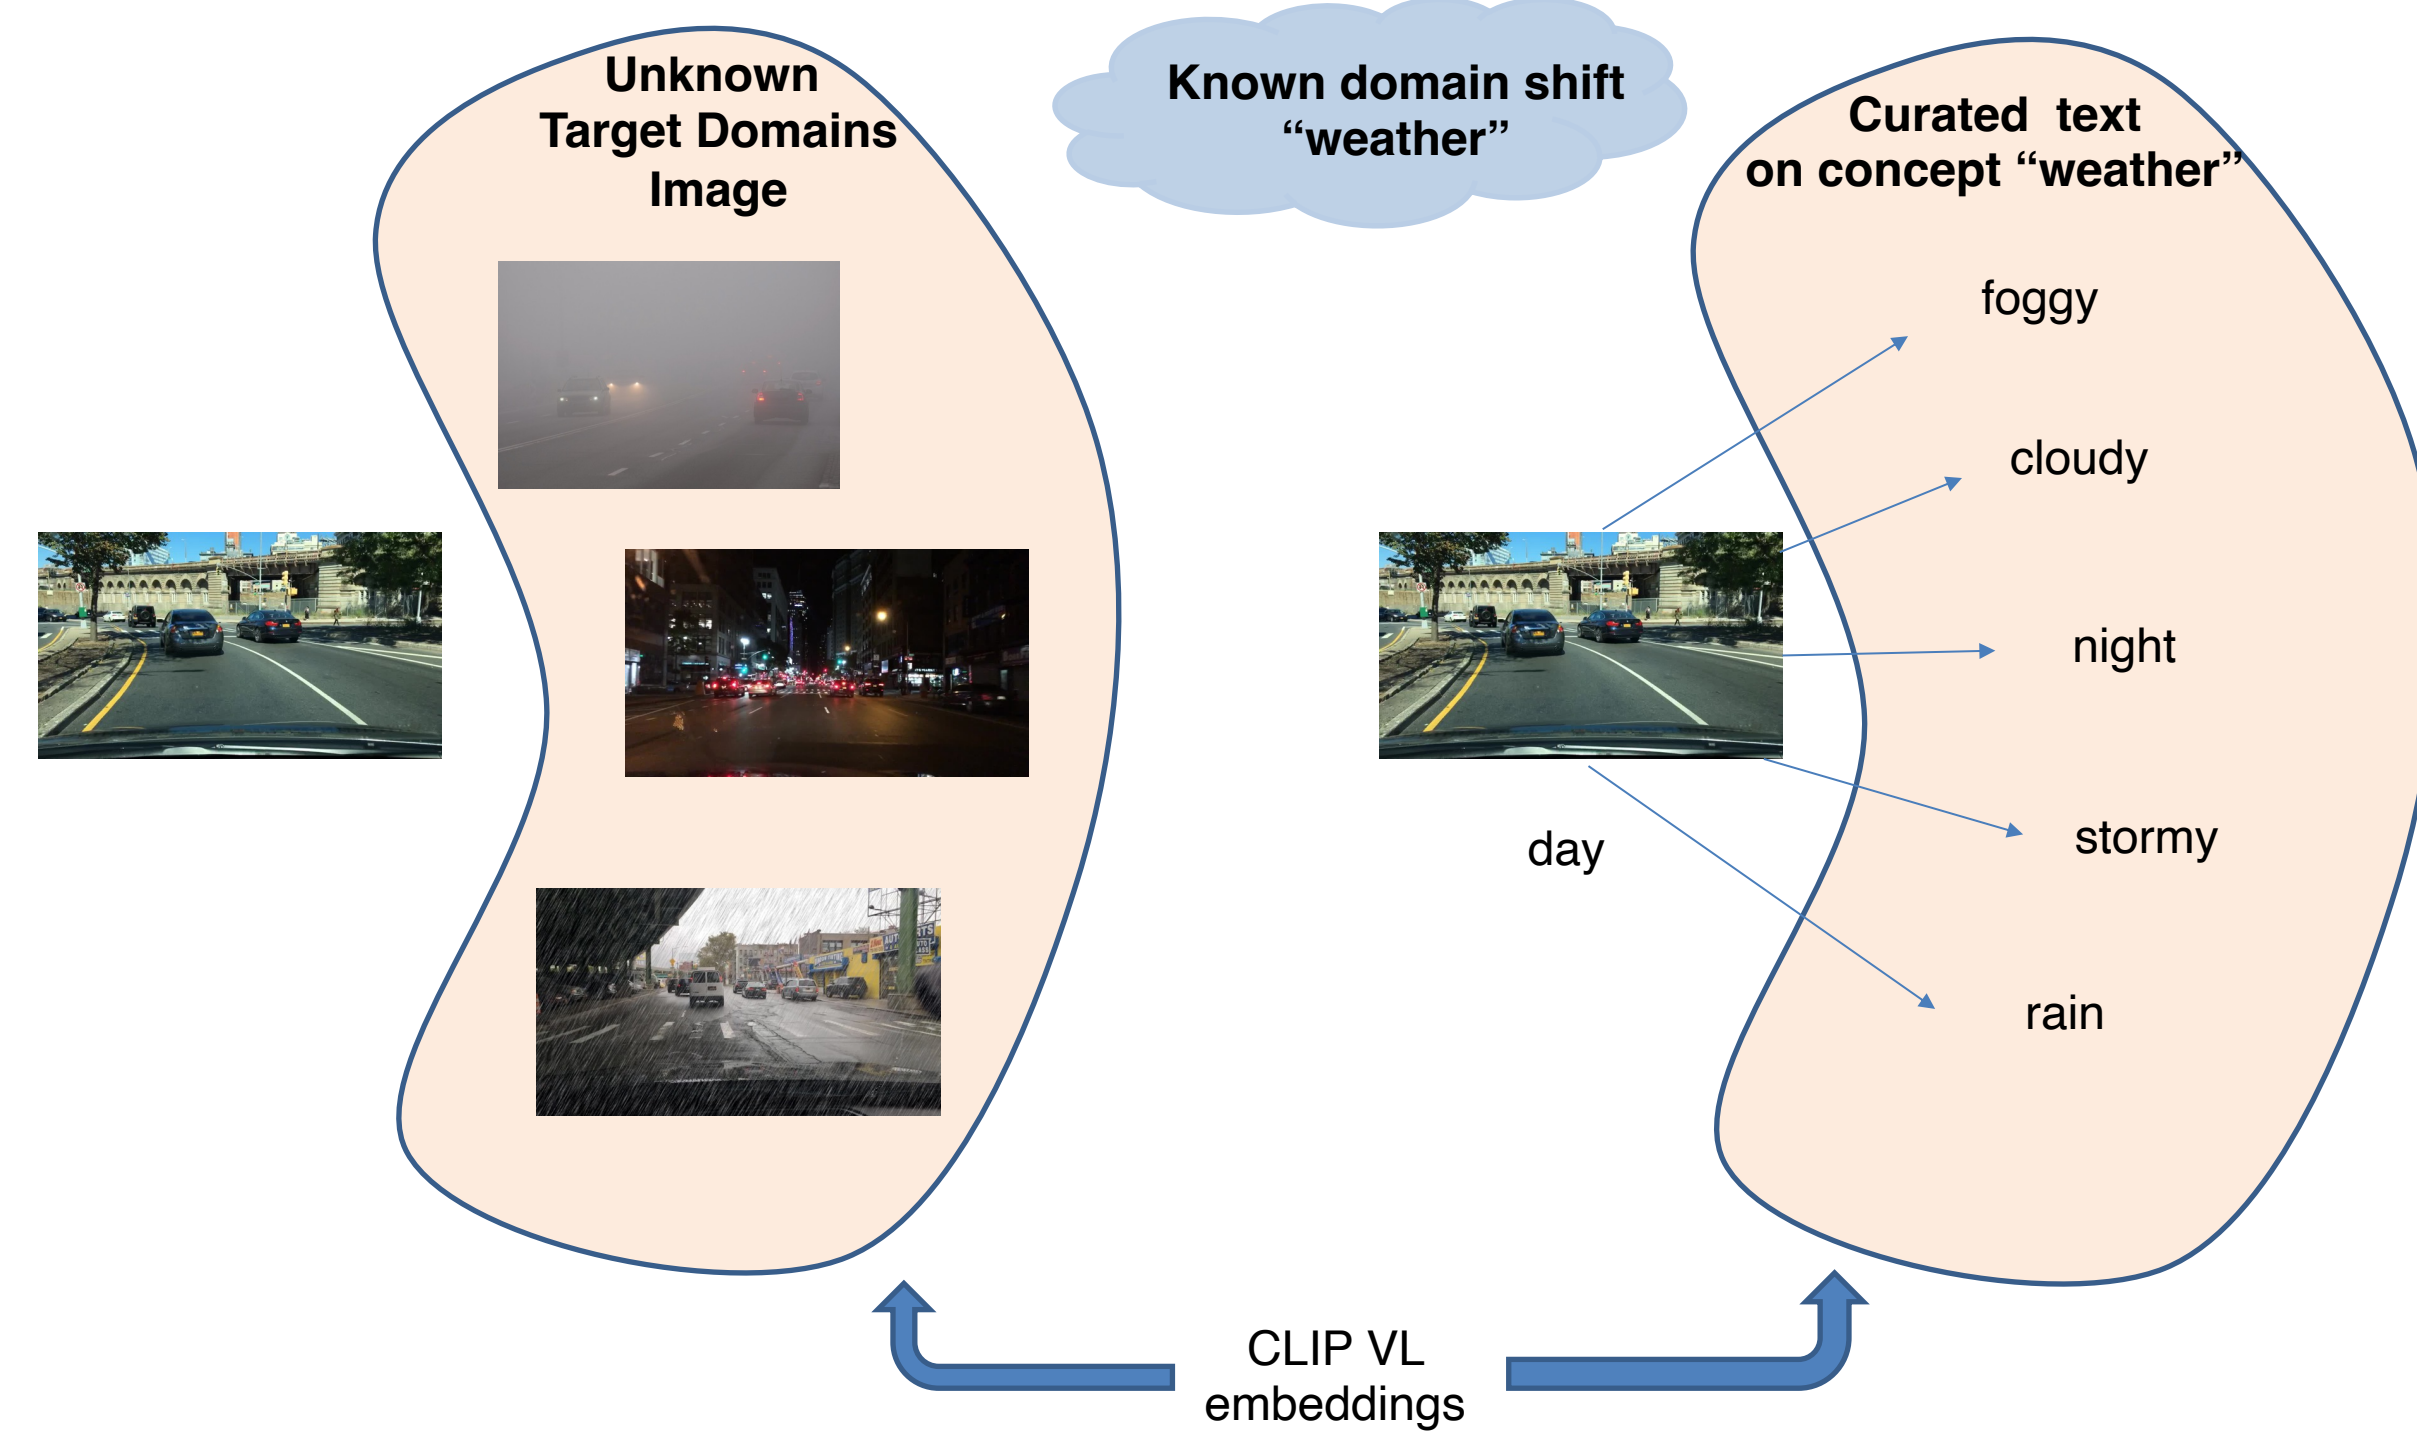 Unknown
Target Domains
Image
Known domain shift
“weather”
Curated text
on concept “weather”
foggy
cloudy
night
stormy
rain
day
CLIP VL
embeddings